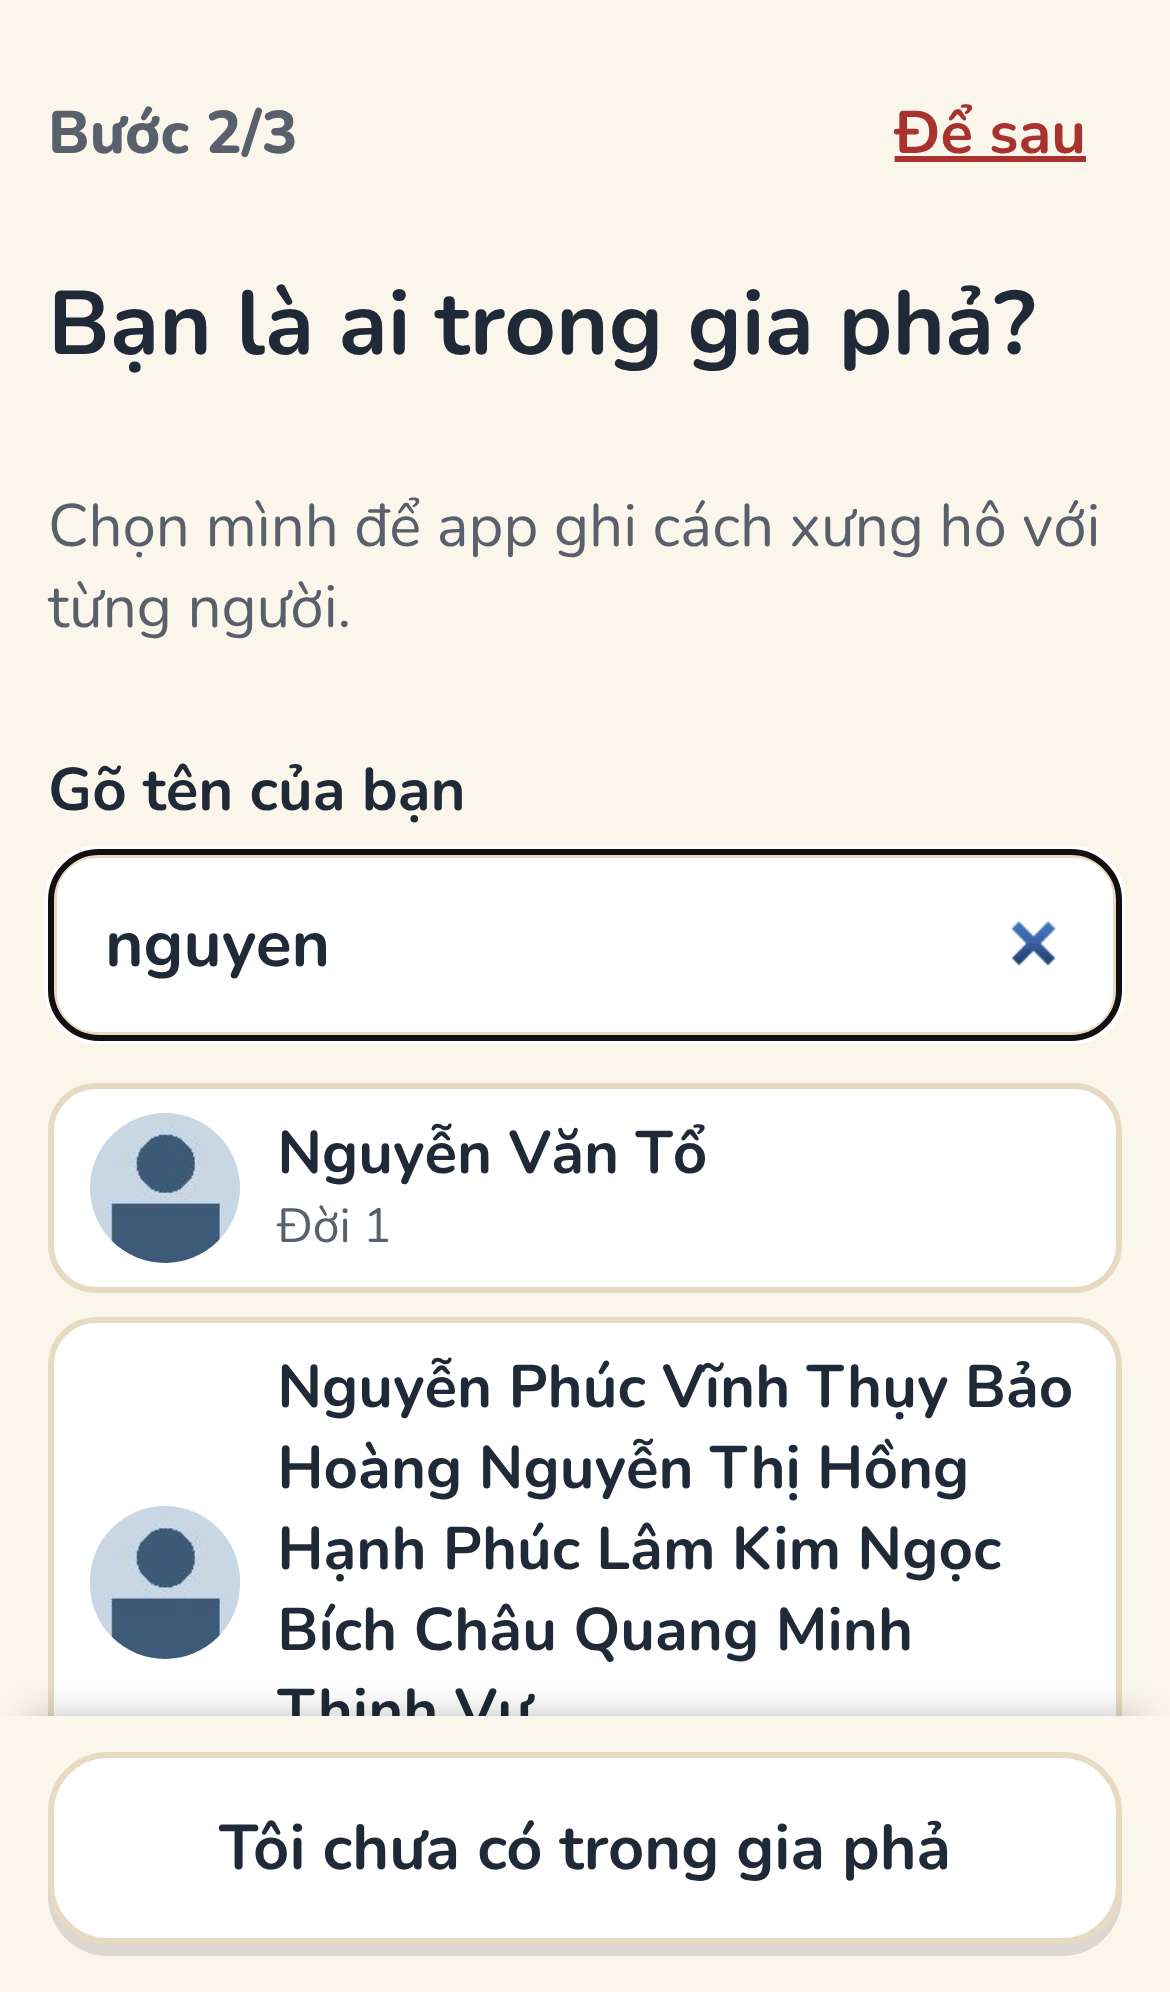 Bước 2/3
Để sau
Bạn là ai trong gia phả?
Chọn mình để app ghi cách xưng hô với
từng người.
Gõ tên của bạn
nguyen
Nguyễn Văn Tổ
Đời 1
Nguyễn Phúc Vĩnh Thụy Bảo
Hoàng Nguyễn Thị Hồng
Hạnh Phúc Lâm Kim Ngọc
Bích Châu Quang Minh
Tôi chưa có trong gia phả